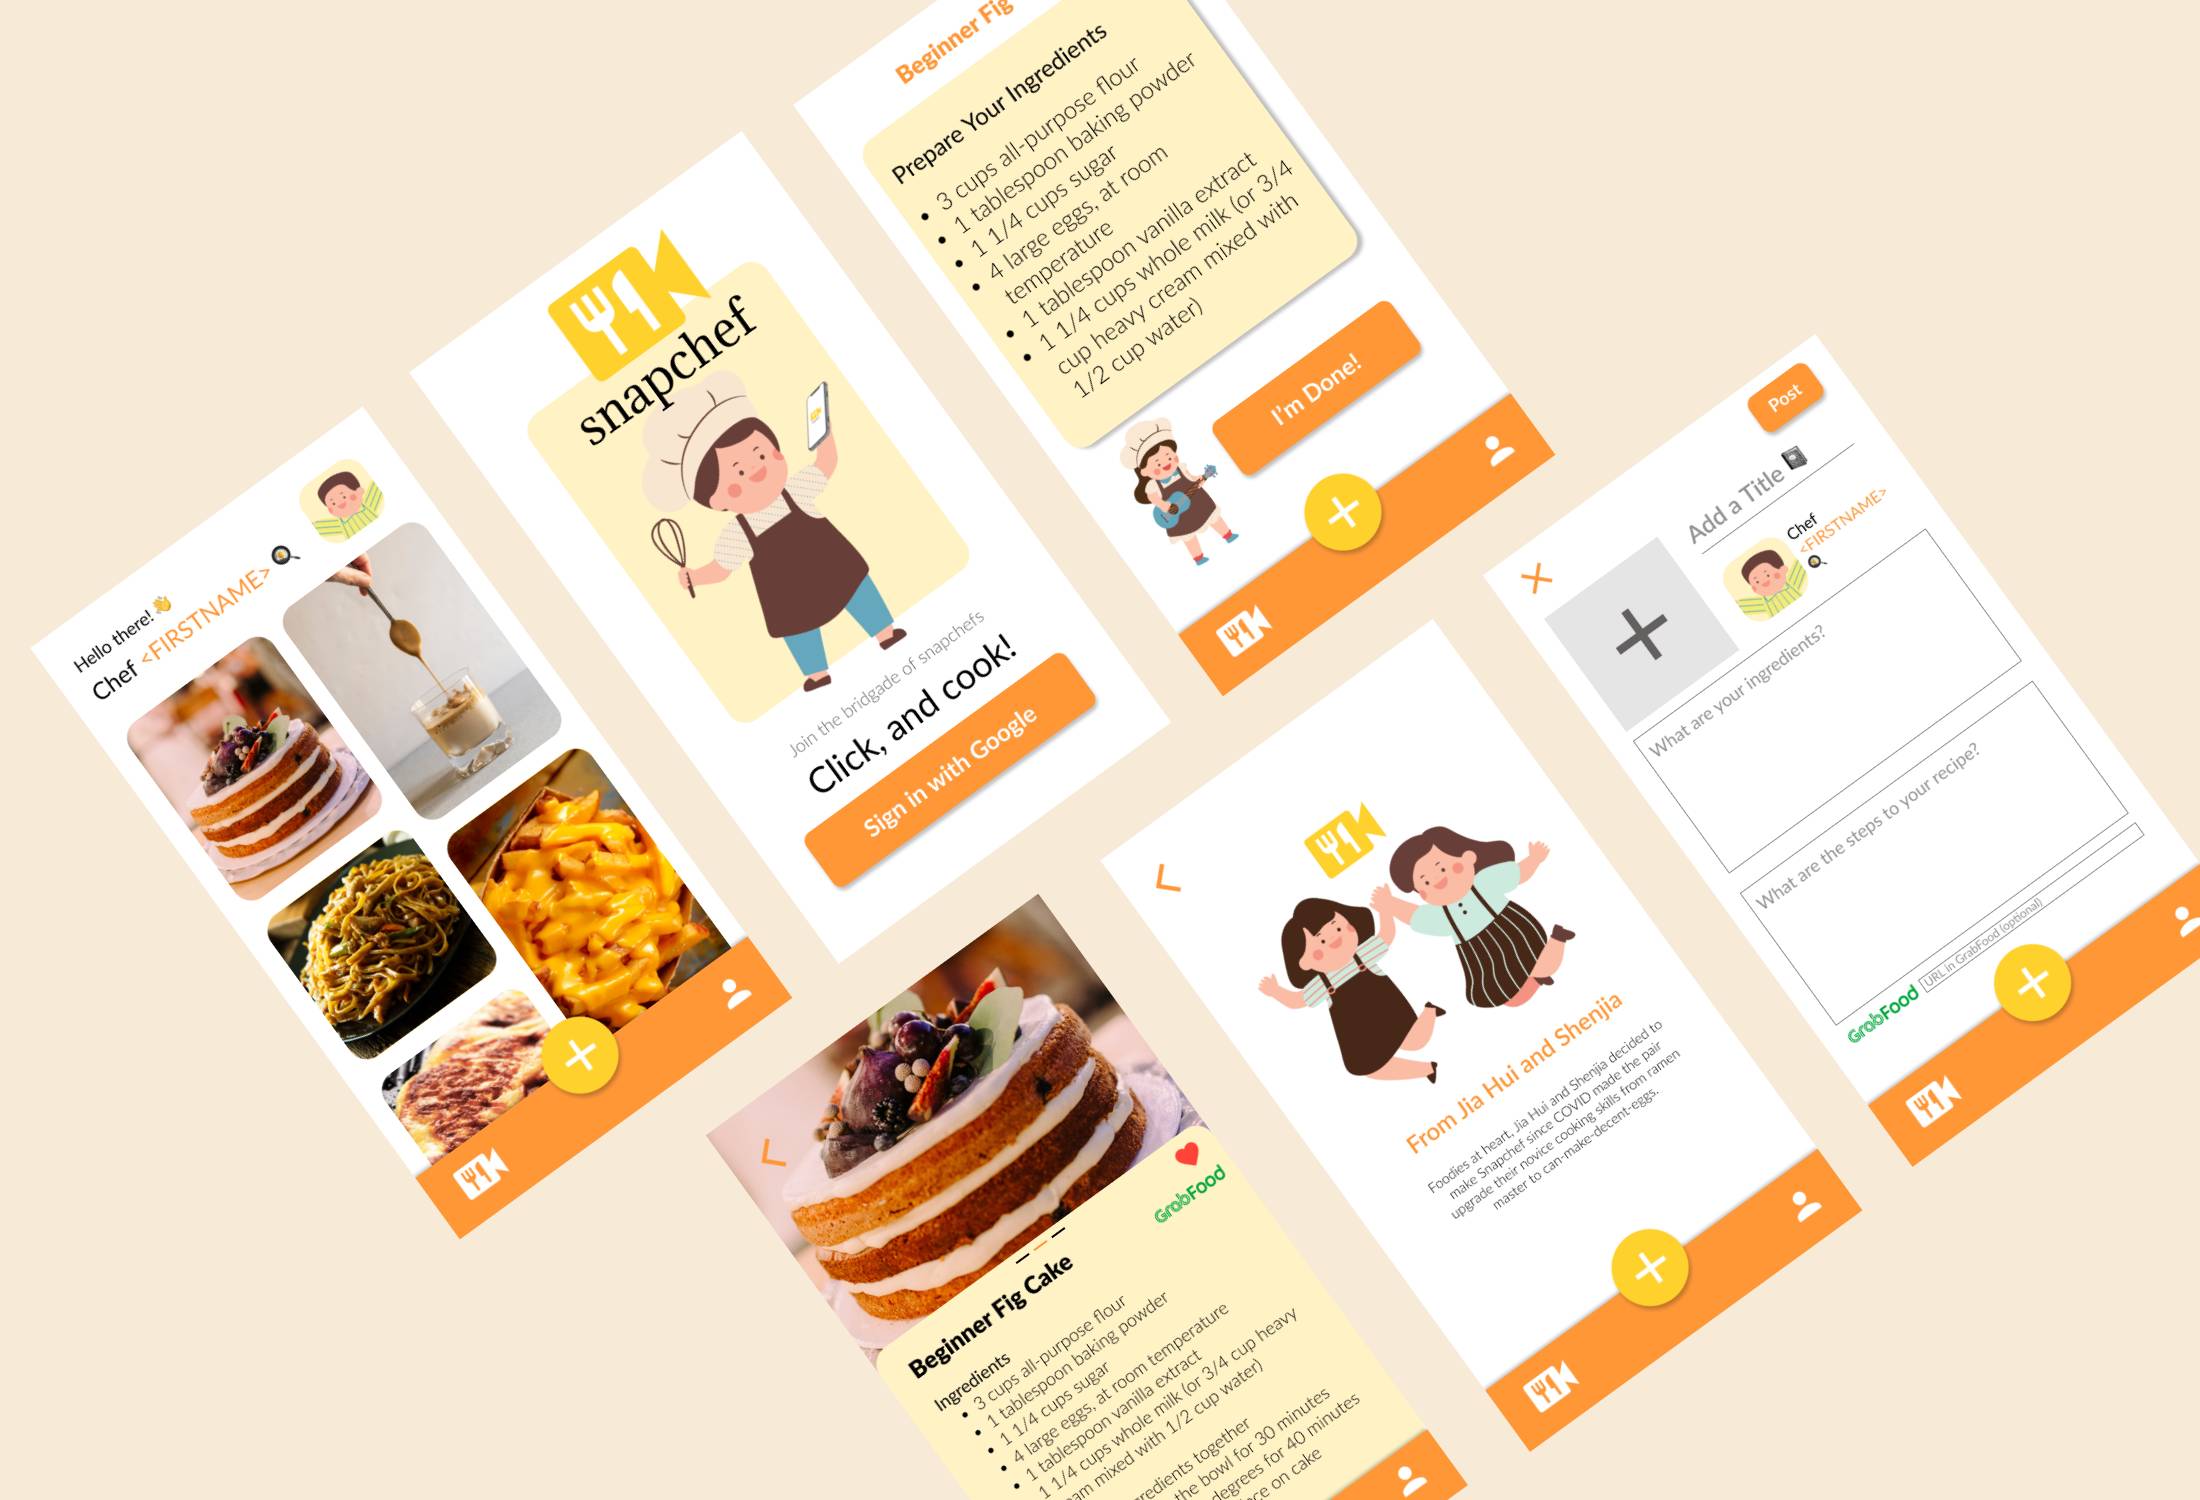 Hello there! 👋
Chef <FIRSTNAME> 🍳
snapchef
Join the bridgade of snapchefs
Click, and cook!
Sign in with Google
Beginner Fig
Prepare Your Ingredients
• 3 cups all-purpose flour
• 1 tablespoon baking powder
• 1 1/4 cups sugar
• 4 large eggs, at room
temperature
• 1 tablespoon vanilla extract
• 1 1/4 cups whole milk (or 3/4
cup heavy cream mixed with
1/2 cup water)
I'm Done!
GrabFood
Beginner Fig Cake
Ingredients
• 3 cups all-purpose flour
• 1 tablespoon baking powder
• 1 1/4 cups sugar
• 4 large eggs, at room temperature
• 1 tablespoon vanilla extract
• 1 1/4 cups whole milk (or 3/4 cup heavy
mixed with 1/2 cup water)
together
the bowl for 30 minutes
degrees for 40 minutes
on cake
From Jia Hui and Shenjia
Foodies at heart, Jia Hui and Shenjia decided to
make Snapchef since COVID made the pair
upgrade their novice cooking skills from ramen
master to can-make-decent-eggs.
Post
Add a Title
Chef
<FIRSTNAME>
What are your ingredients?
What are the steps to your recipe?
GrabFood
URL in GrabFood (optional)